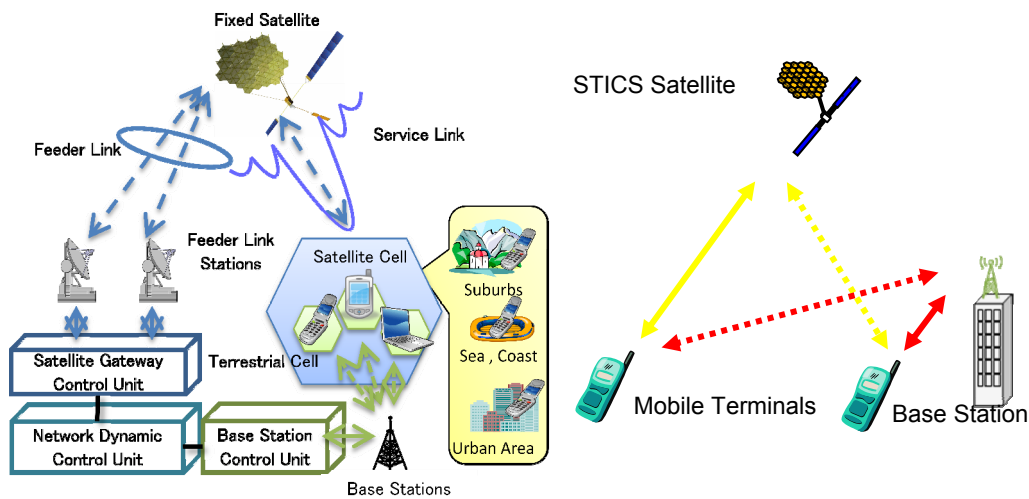 Fixed Satellite
Feeder Link
Service Link
Feeder Link
Stations
Satellite Cell
Terrestrial Cell
Satellite Gateway
Control Unit
Network Dynamic
Control Unit
Base Station
Control Unit
Base Stations
Suburbs
Sea , Coast
Urban Area
STICS Satellite
Mobile Terminals
Base Station